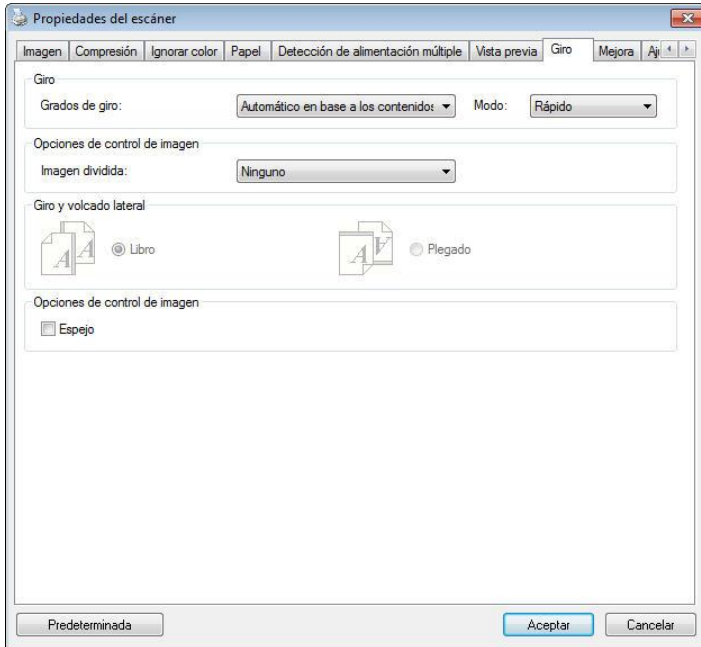 Propiedades del escáner
Imagen Compresión Ignorar color Papel Detección de alimentación múltiple Vista previa Giro Mejora
Giro
Grados de giro: Automático en base a los contenidos Modo: Rápido
Opciones de control de imagen
Imagen dividida: Ninguno
Giro y volcado lateral
A A Libro A A Plegado
Opciones de control de imagen
Espejo
Predeterminada Aceptar Cancelar